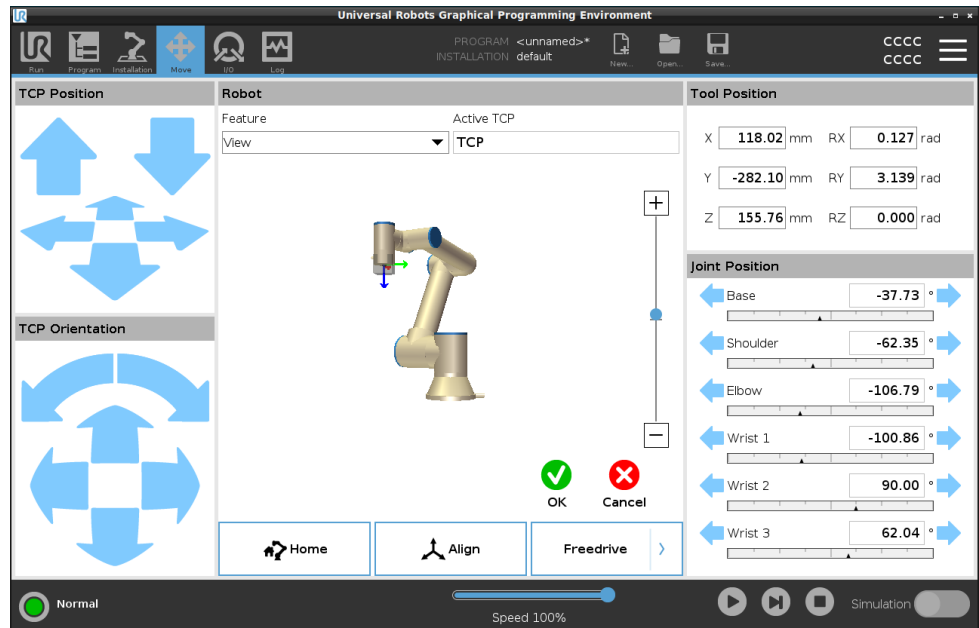 Universal Robots Graphical Programming Environment
UR
Run
Program
Installation
Move
I/O
Log
PROGRAM <unnamed>*
INSTALLATION default
New...
Open...
Save...
CCCC
CCCC
TCP Position
TCP Orientation
Robot
Feature
Active TCP
View
TCP
OK
Cancel
Home
Align
Freedrive
Tool Position
X 118.02 mm RX 0.127 rad
Y -282.10 mm RY 3.139 rad
Z 155.76 mm RZ 0.000 rad
Joint Position
Base -37.73 °
Shoulder -62.35 °
Elbow -106.79 °
Wrist 1 -100.86 °
Wrist 2 90.00 °
Wrist 3 62.04 °
Normal
Speed 100%
Simulation